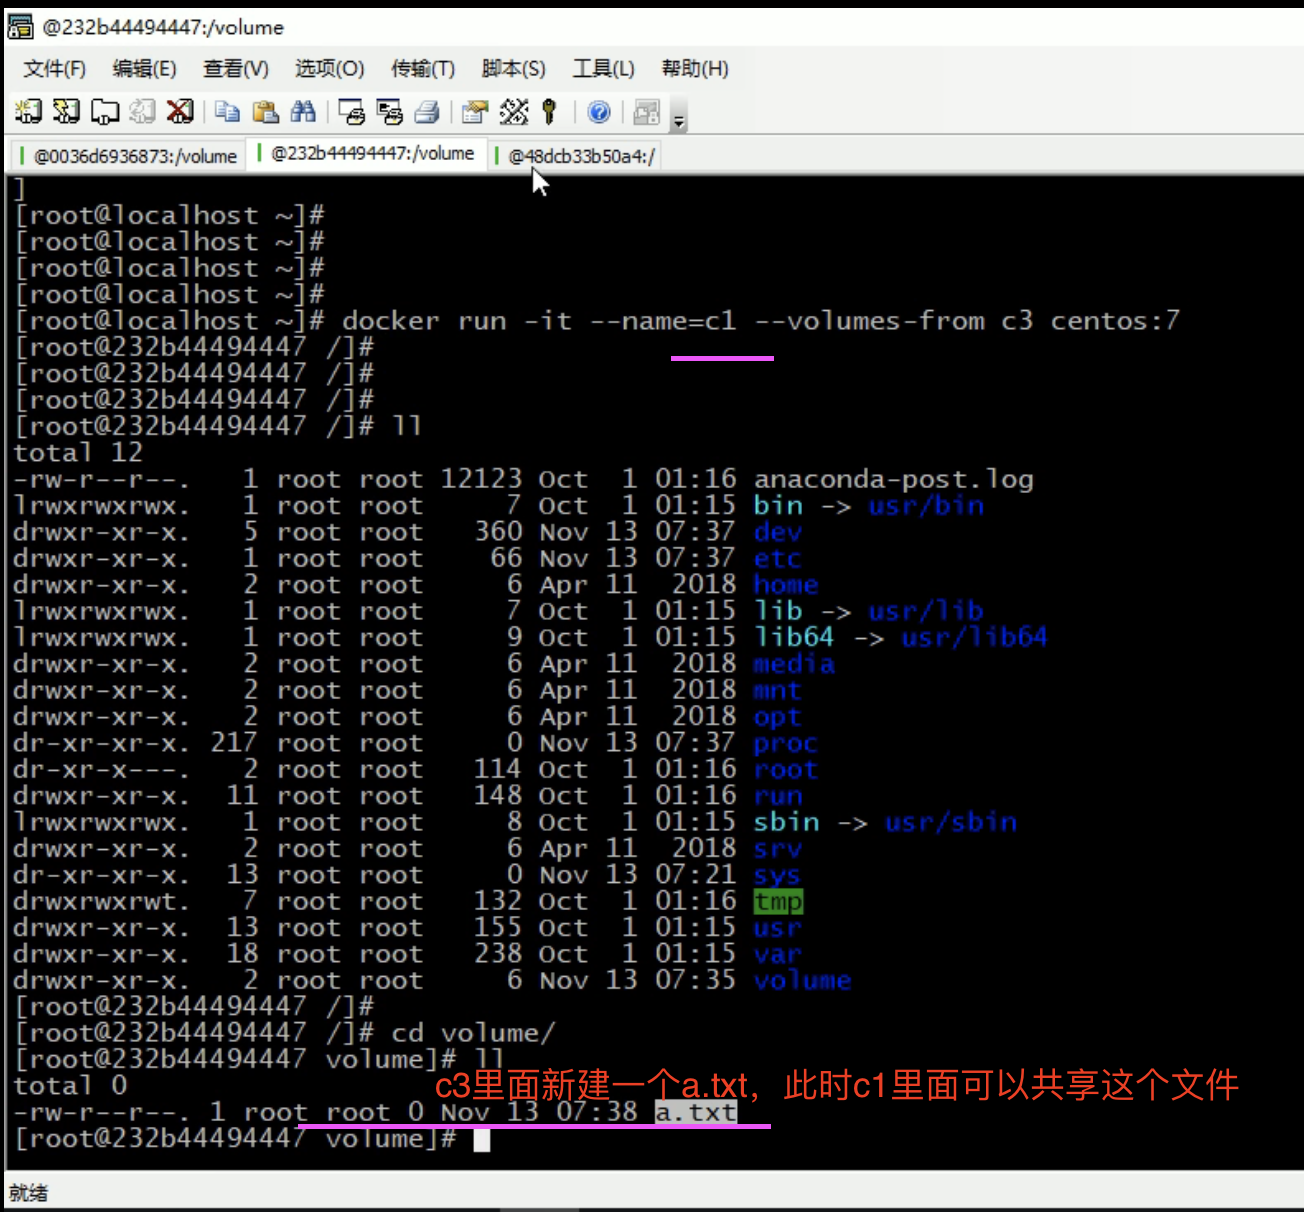 @232b44494447:/volume
文件(F) 编辑(E) 查看(V) 选项(O) 传输(T) 脚本(S) 工具(L) 帮助(H)
@0036d6936873:/volume @232b44494447:/volume @48dcb33b50a4:/
]
[root@localhost ~]#
[root@localhost ~]#
[root@localhost ~]#
[root@localhost ~]#
[root@localhost ~]# docker run -it --name=c1 --volumes-from c3 centos:7
[root@232b44494447 /]#
[root@232b44494447 /]#
[root@232b44494447 /]#
[root@232b44494447 /]# ll
total 12
-rw-r--r--. 1 root root 12123 Oct 1 01:16 anaconda-post.log
lrwxrwxrwx. 1 root root 7 Oct 1 01:15 bin -> usr/bin
drwxr-xr-x. 5 root root 360 Nov 13 07:37 dev
drwxr-xr-x. 1 root root 66 Nov 13 07:37 etc
drwxr-xr-x. 2 root root 6 Apr 11 2018 home
lrwxrwxrwx. 1 root root 7 Oct 1 01:15 lib -> usr/lib
lrwxrwxrwx. 1 root root 9 Oct 1 01:15 lib64 -> usr/lib64
drwxr-xr-x. 2 root root 6 Apr 11 2018 media
drwxr-xr-x. 2 root root 6 Apr 11 2018 mnt
drwxr-xr-x. 2 root root 6 Apr 11 2018 opt
dr-xr-xr-x. 217 root root 0 Nov 13 07:37 proc
dr-xr-x---. 2 root root 114 Oct 1 01:16 root
drwxr-xr-x. 11 root root 148 Oct 1 01:16 run
lrwxrwxrwx. 1 root root 8 Oct 1 01:15 sbin -> usr/sbin
drwxr-xr-x. 2 root root 6 Apr 11 2018 srv
dr-xr-xr-x. 13 root root 0 Nov 13 07:21 sys
drwxrwxrwt. 7 root root 132 Oct 1 01:16 tmp
drwxr-xr-x. 13 root root 155 Oct 1 01:15 usr
drwxr-xr-x. 18 root root 238 Oct 1 01:15 var
drwxr-xr-x. 2 root root 6 Nov 13 07:35 volume
[root@232b44494447 /]#
[root@232b44494447 /]# cd volume/
[root@232b44494447 volume]# ll
total 0
c3里面新建一个a.txt，此时c1里面可以共享这个文件
-rw-r--r--. 1 root root 0 Nov 13 07:38 a.txt
[root@232b44494447 volume]#
就绪